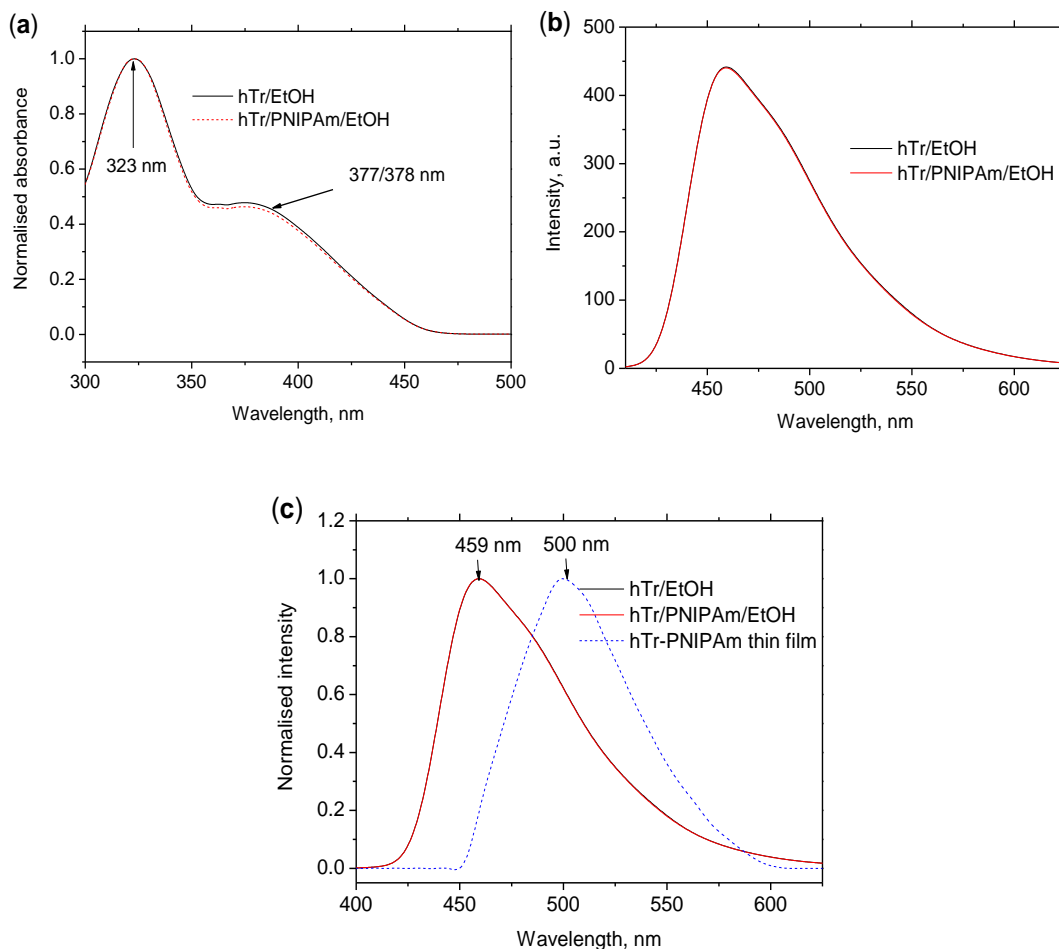 (a)
Normalised absorbance
1.0
0.8
0.6
0.4
0.2
0.0
hTr/EtOH
hTr/PNIPAm/EtOH
323 nm
377/378 nm
300 350 400 450 500
Wavelength, nm
(b)
Intensity, a.u.
500
400
300
200
100
0
hTr/EtOH
hTr/PNIPAm/EtOH
450 500 550 600
Wavelength, nm
(c)
Normalised intensity
1.2
1.0
0.8
0.6
0.4
0.2
0.0
459 nm
500 nm
hTr/EtOH
hTr/PNIPAm/EtOH
hTr-PNIPAm thin film
400 450 500 550 600
Wavelength, nm